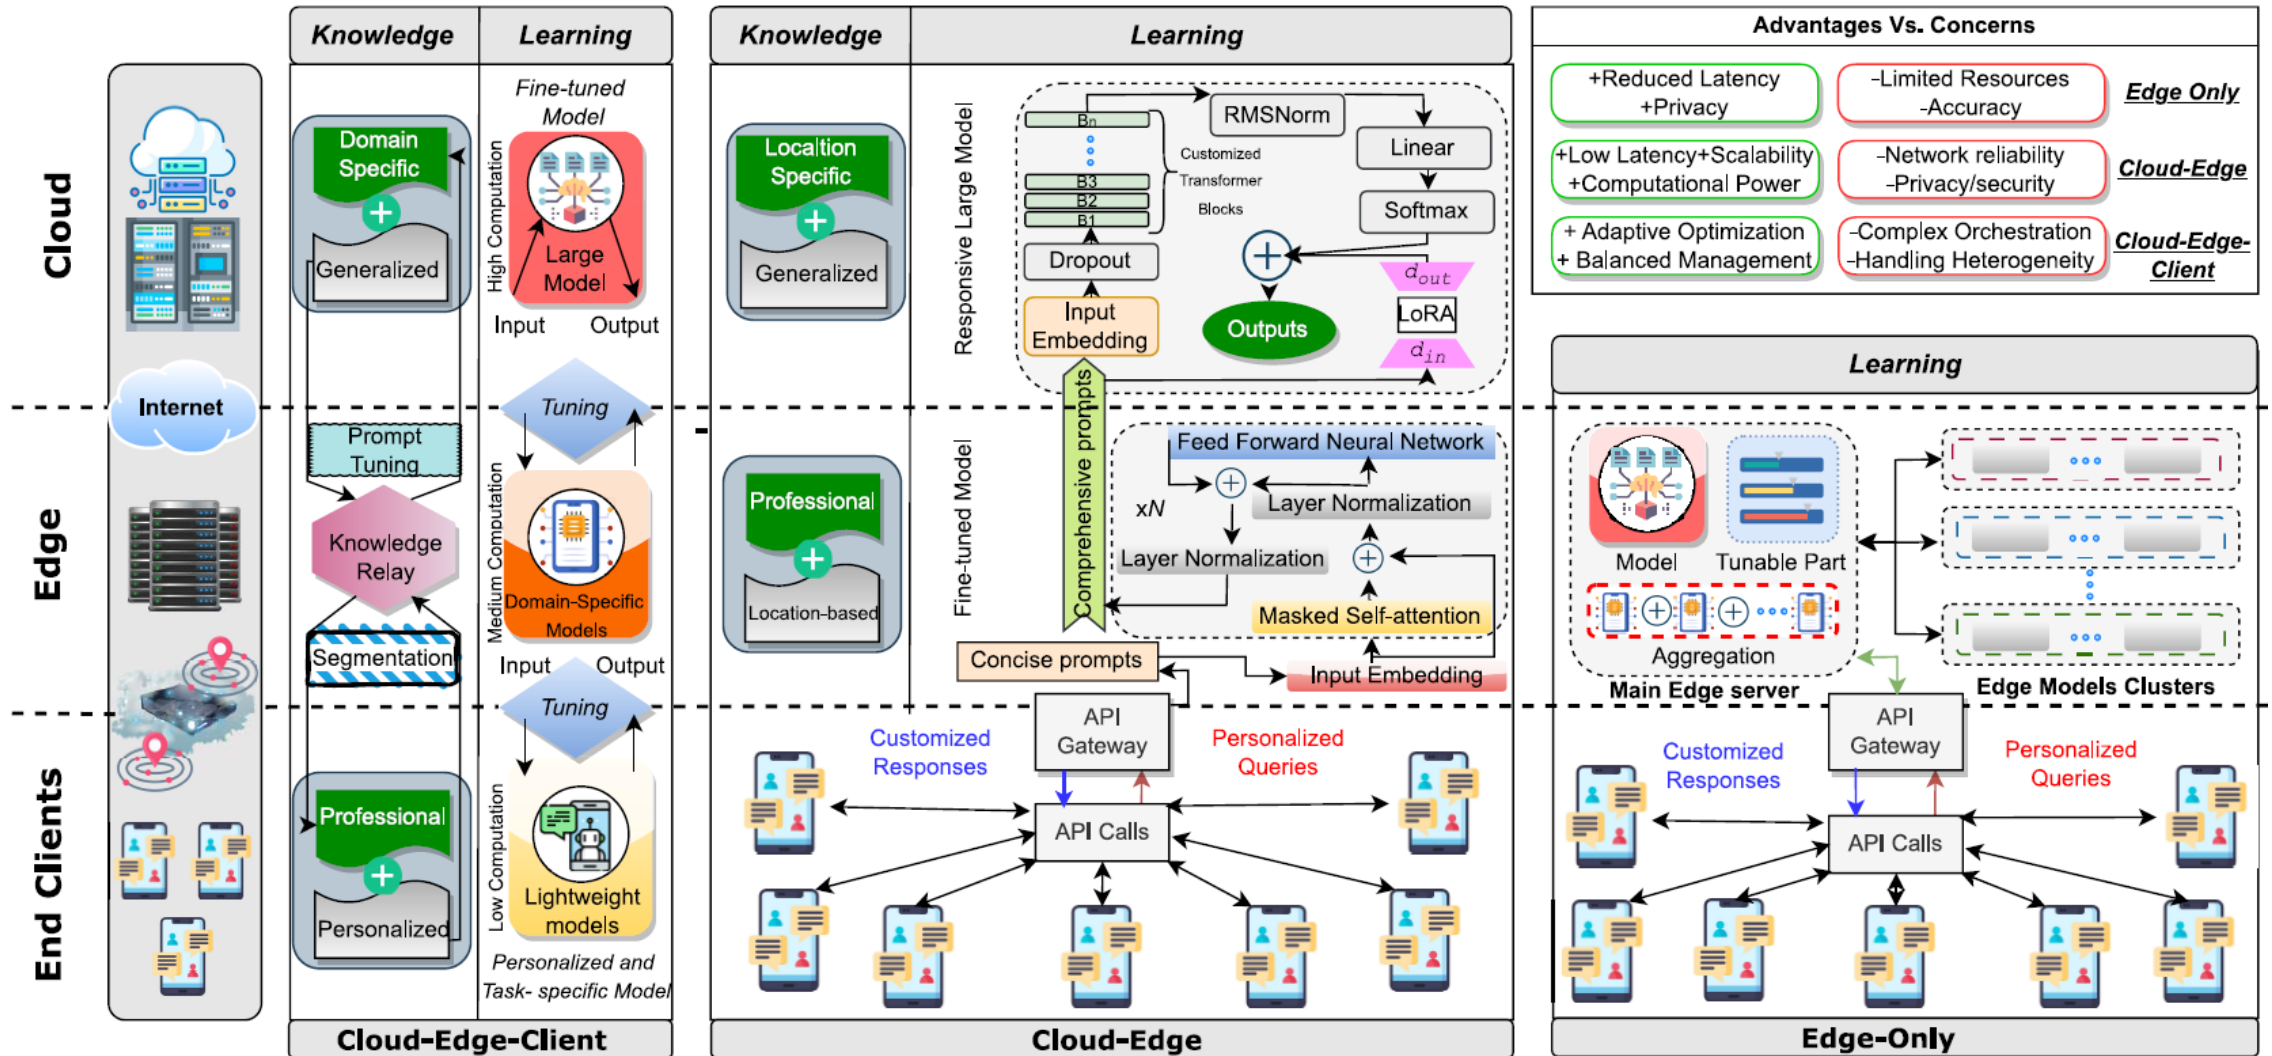 Cloud
Edge
End Clients
Internet
Knowledge
Learning
Domain
Specific
Generalized
Fine-tuned
Model
High Computation
Large
Model
Input
Output
Tuning
Prompt
Tuning
Knowledge
Relay
Segmentation
Medium Computation
Domain-Specific
Models
Input
Output
Tuning
Professional
Personalized
Low Computation
Lightweight
models
Personalized and
Task- specific Model
Cloud-Edge-Client
Knowledge
Learning
Localtion
Specific
Generalized
Responsive Large Model
Bn
B3
B2
B1
Customized
Transformer
Blocks
Dropout
Input
Embedding
RMSNorm
Linear
Softmax
Outputs
dout
LoRA
din
Professional
Location-based
Fine-tuned Model
Comprehensive prompts
Feed Forward Neural Network
xN
Layer Normalization
Layer Normalization
Masked Self-attention
Concise prompts
Input Embedding
API
Gateway
Customized
Responses
Personalized
Queries
API Calls
Cloud-Edge
Advantages Vs. Concerns
+Reduced Latency
+Privacy
-Limited Resources
-Accuracy
Edge Only
+Low Latency+Scalability
+Computational Power
-Network reliability
-Privacy/security
Cloud-Edge
+ Adaptive Optimization
+ Balanced Management
-Complex Orchestration
-Handling Heterogeneity
Cloud-Edge-
Client
Learning
Model
Tunable Part
Aggregation
Main Edge server
Edge Models Clusters
API
Gateway
Customized
Responses
Personalized
Queries
API Calls
Edge-Only